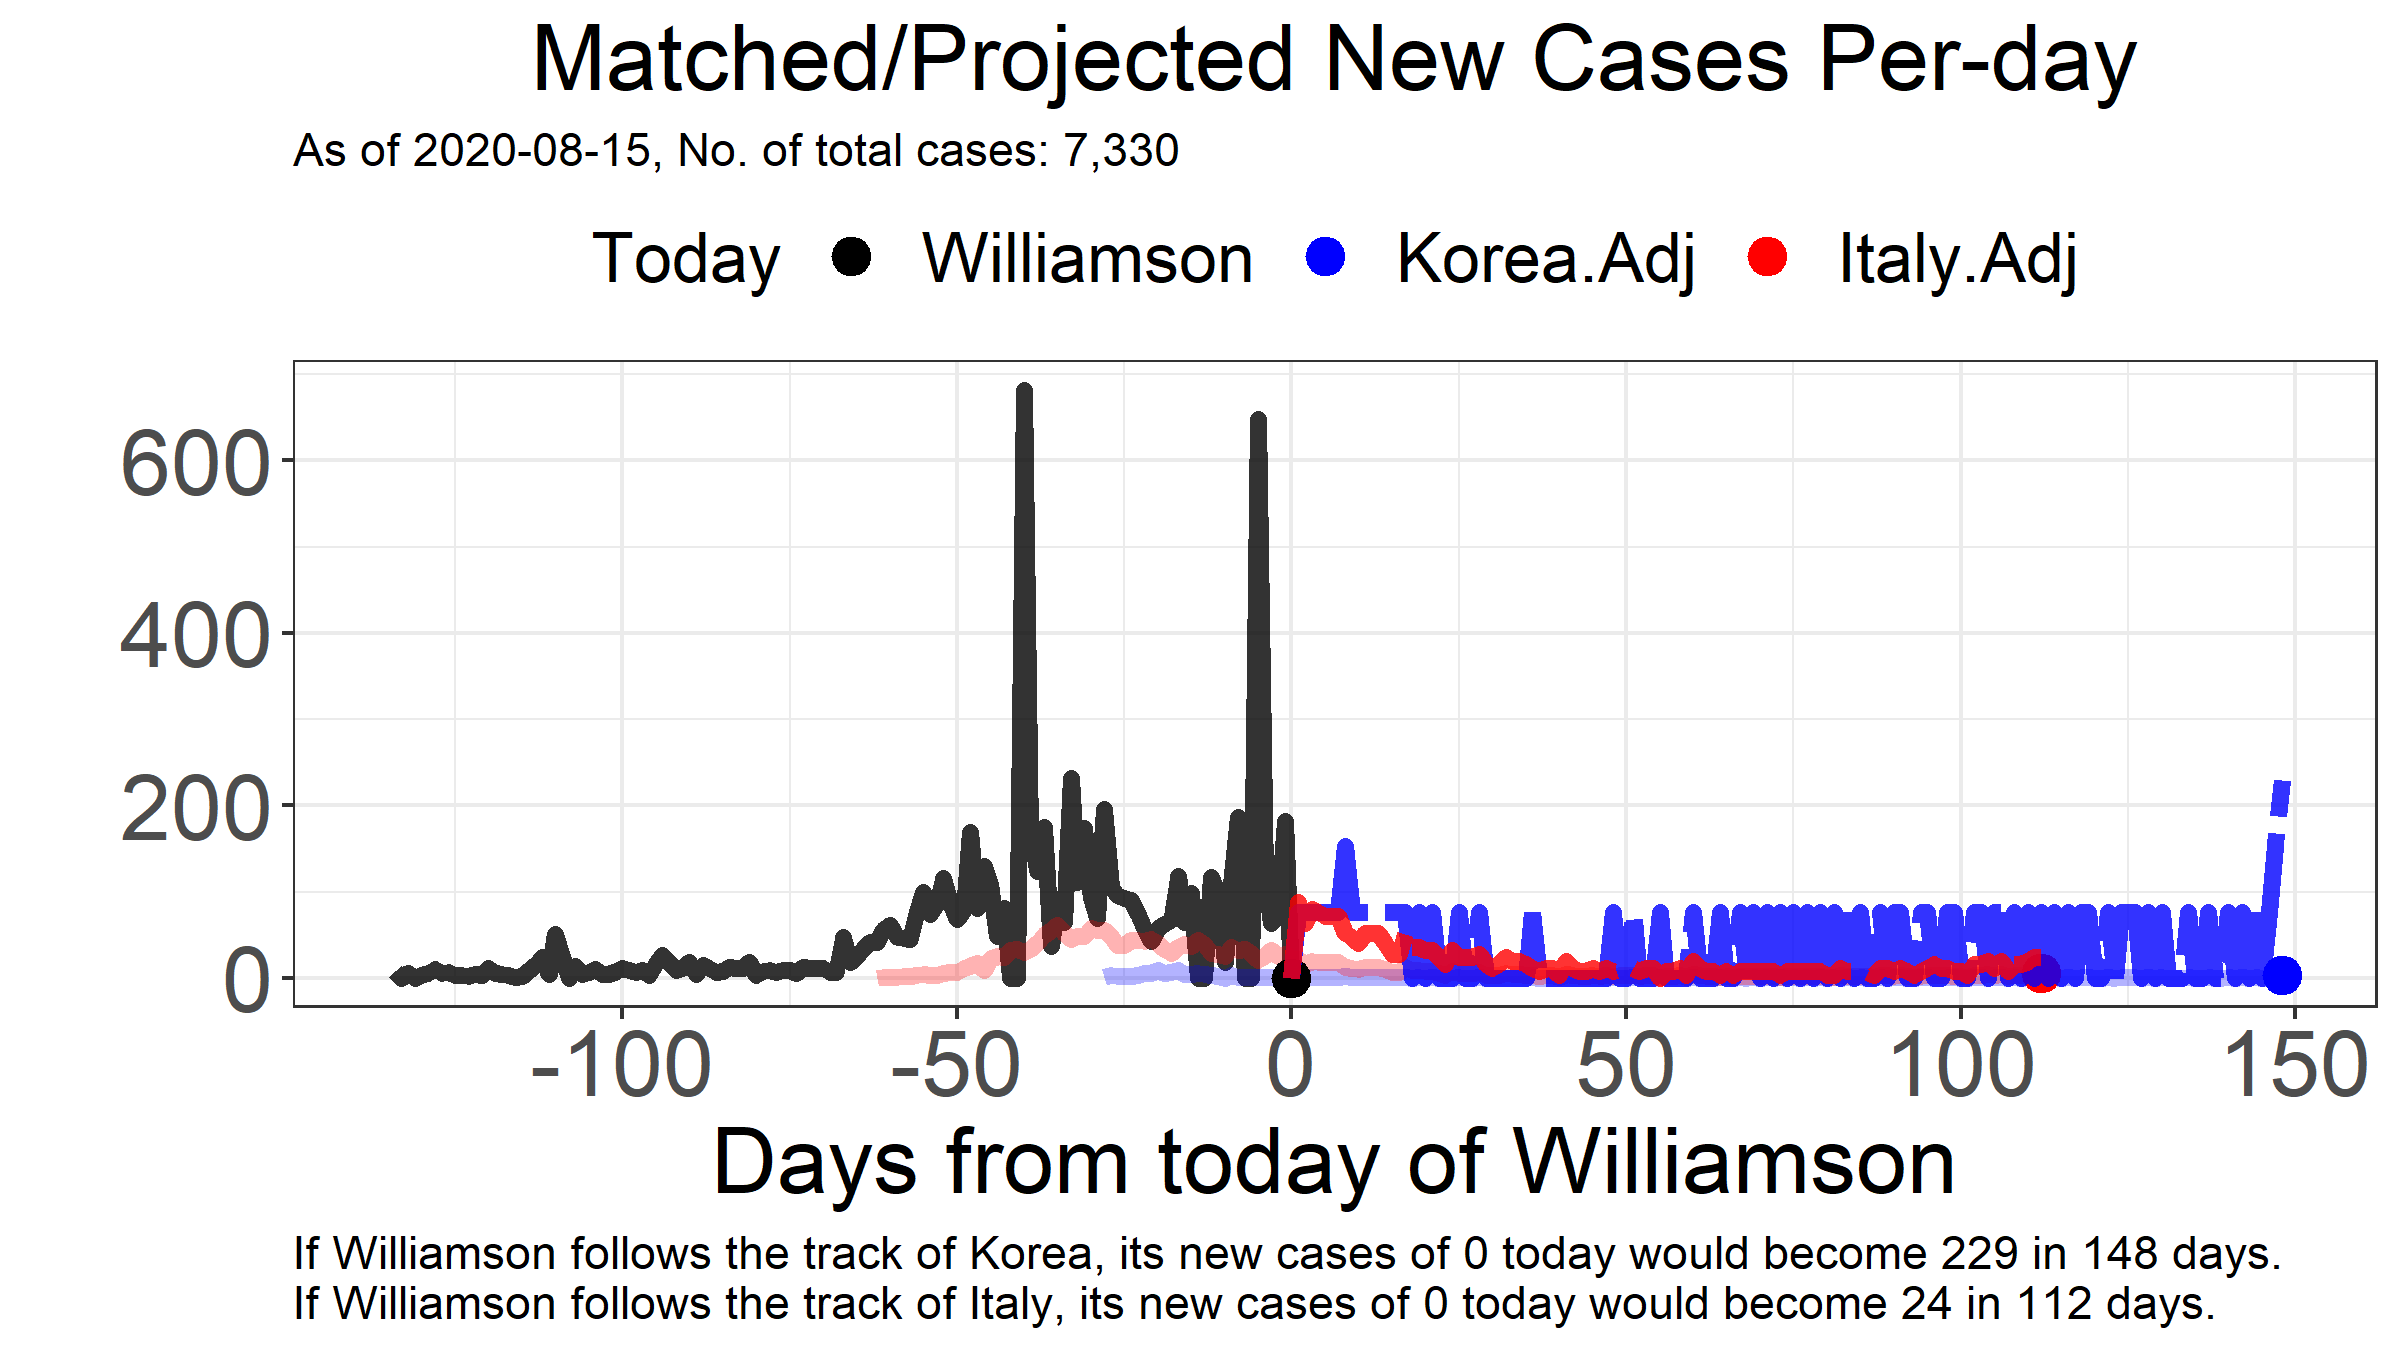 Matched/Projected New Cases Per-day
As of 2020-08-15, No. of total cases: 7,330
Today Williamson Korea.Adj Italy.Adj
600
400
200
0
-100 -50 0 50 100 150
Days from today of Williamson
If Williamson follows the track of Korea, its new cases of 0 today would become 229 in 148 days.
If Williamson follows the track of Italy, its new cases of 0 today would become 24 in 112 days.